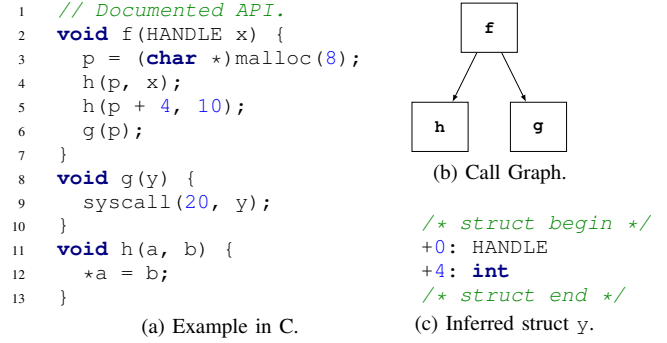 1 // Documented API.
2 void f(HANDLE x) {
3   p = (char *)malloc(8);
4   h(p, x);
5   h(p + 4, 10);
6   g(p);
7 }
8 void g(y) {
9   syscall(20, y);
10 }
11 void h(a, b) {
12   *a = b;
13 }
(a) Example in C.
f
h g
(b) Call Graph.
/* struct begin */
+0: HANDLE
+4: int
/* struct end */
(c) Inferred struct y.